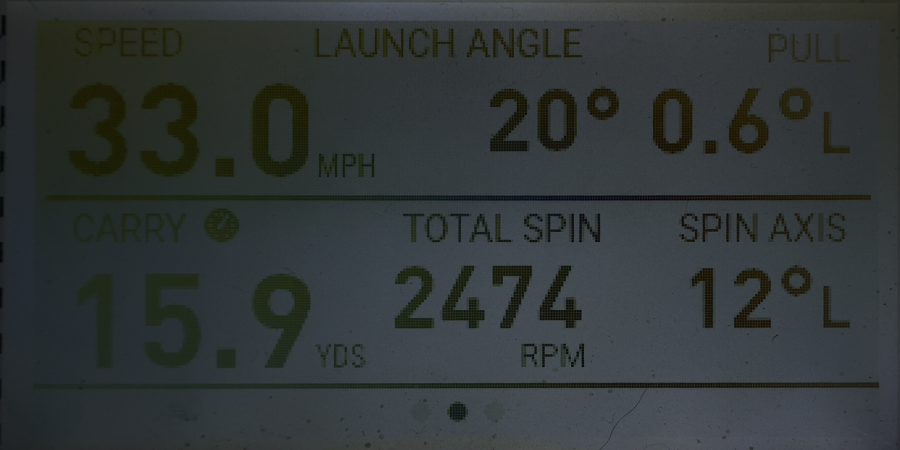 SPEED LAUNCH ANGLE PULL
33.0 MPH 20° 0.6° L
CARRY TOTAL SPIN SPIN AXIS
15.9 YDS 2474 RPM 12° L